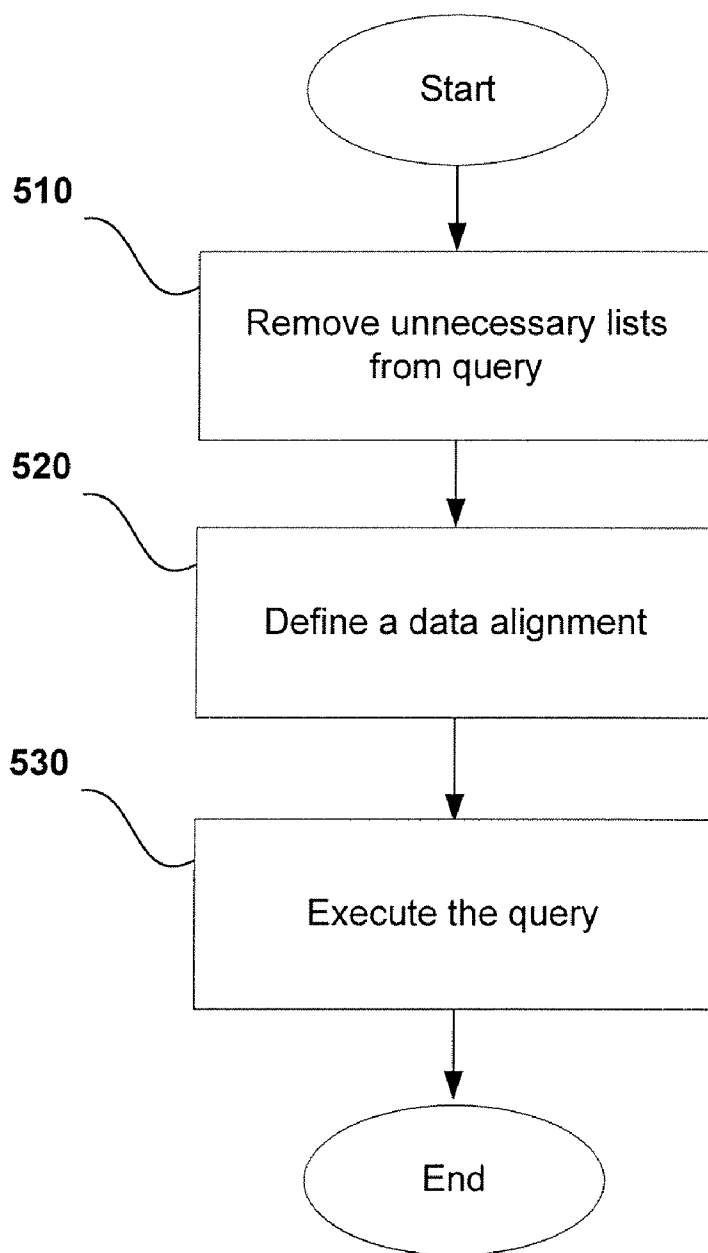 Start
510
Remove unnecessary lists
from query
520
Define a data alignment
530
Execute the query
End